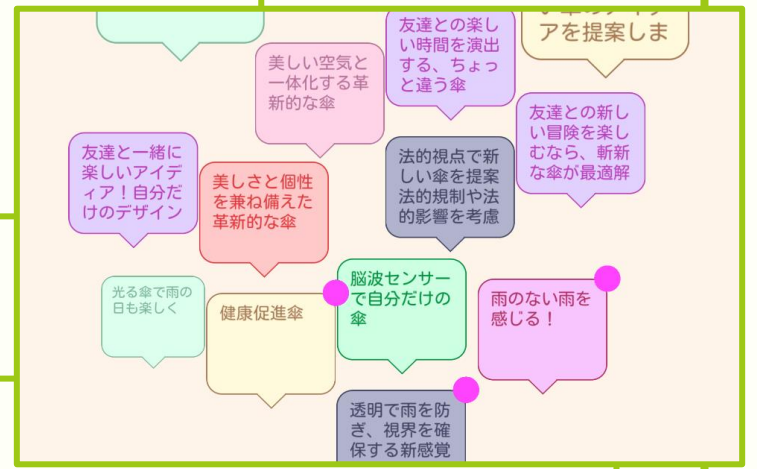 アを提案しま
友達との楽し
い時間を演出
する、ちょっ
と違う傘
美しい空気と
一体化する革
新的な傘
友達との新し
い冒険を楽し
むなら、斬新
な傘が最適解
友達と一緒に
楽しいアイデ
ィア！自分だ
けのデザイン
美しさと個性
を兼ね備えた
革新的な傘
法的視点で新
しい傘を提案
法的規制や法
的影響を考慮
光る傘で雨の
日も楽しく
健康促進傘
脳波センサー
で自分だけの
傘
雨のない雨を
感じる！
透明で雨を防
ぎ、視界を確
保する新感覚